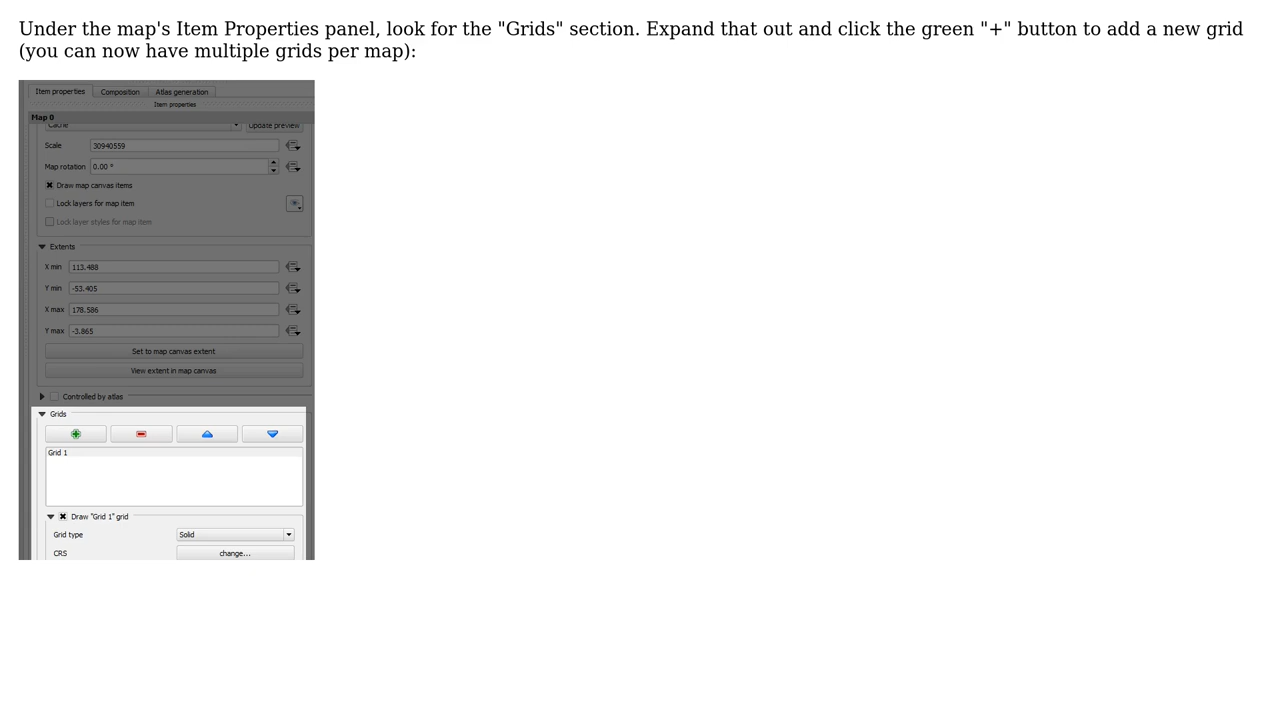 Under the map's Item Properties panel, look for the "Grids" section. Expand that out and click the green "+" button to add a new grid
(you can now have multiple grids per map):
Item properties Composition Atlas generation
Item properties
Map 0
Cache Update preview
Scale 30940559
Map rotation 0.00 °
Draw map canvas items
Lock layers for map item
Lock layer styles for map item
Extents
X min 113.488
Y min -53.405
X max 178.586
Y max -3.865
Set to map canvas extent
View extent in map canvas
Controlled by atlas
Grids
Grid 1
Draw "Grid 1" grid
Grid type Solid
CRS change...